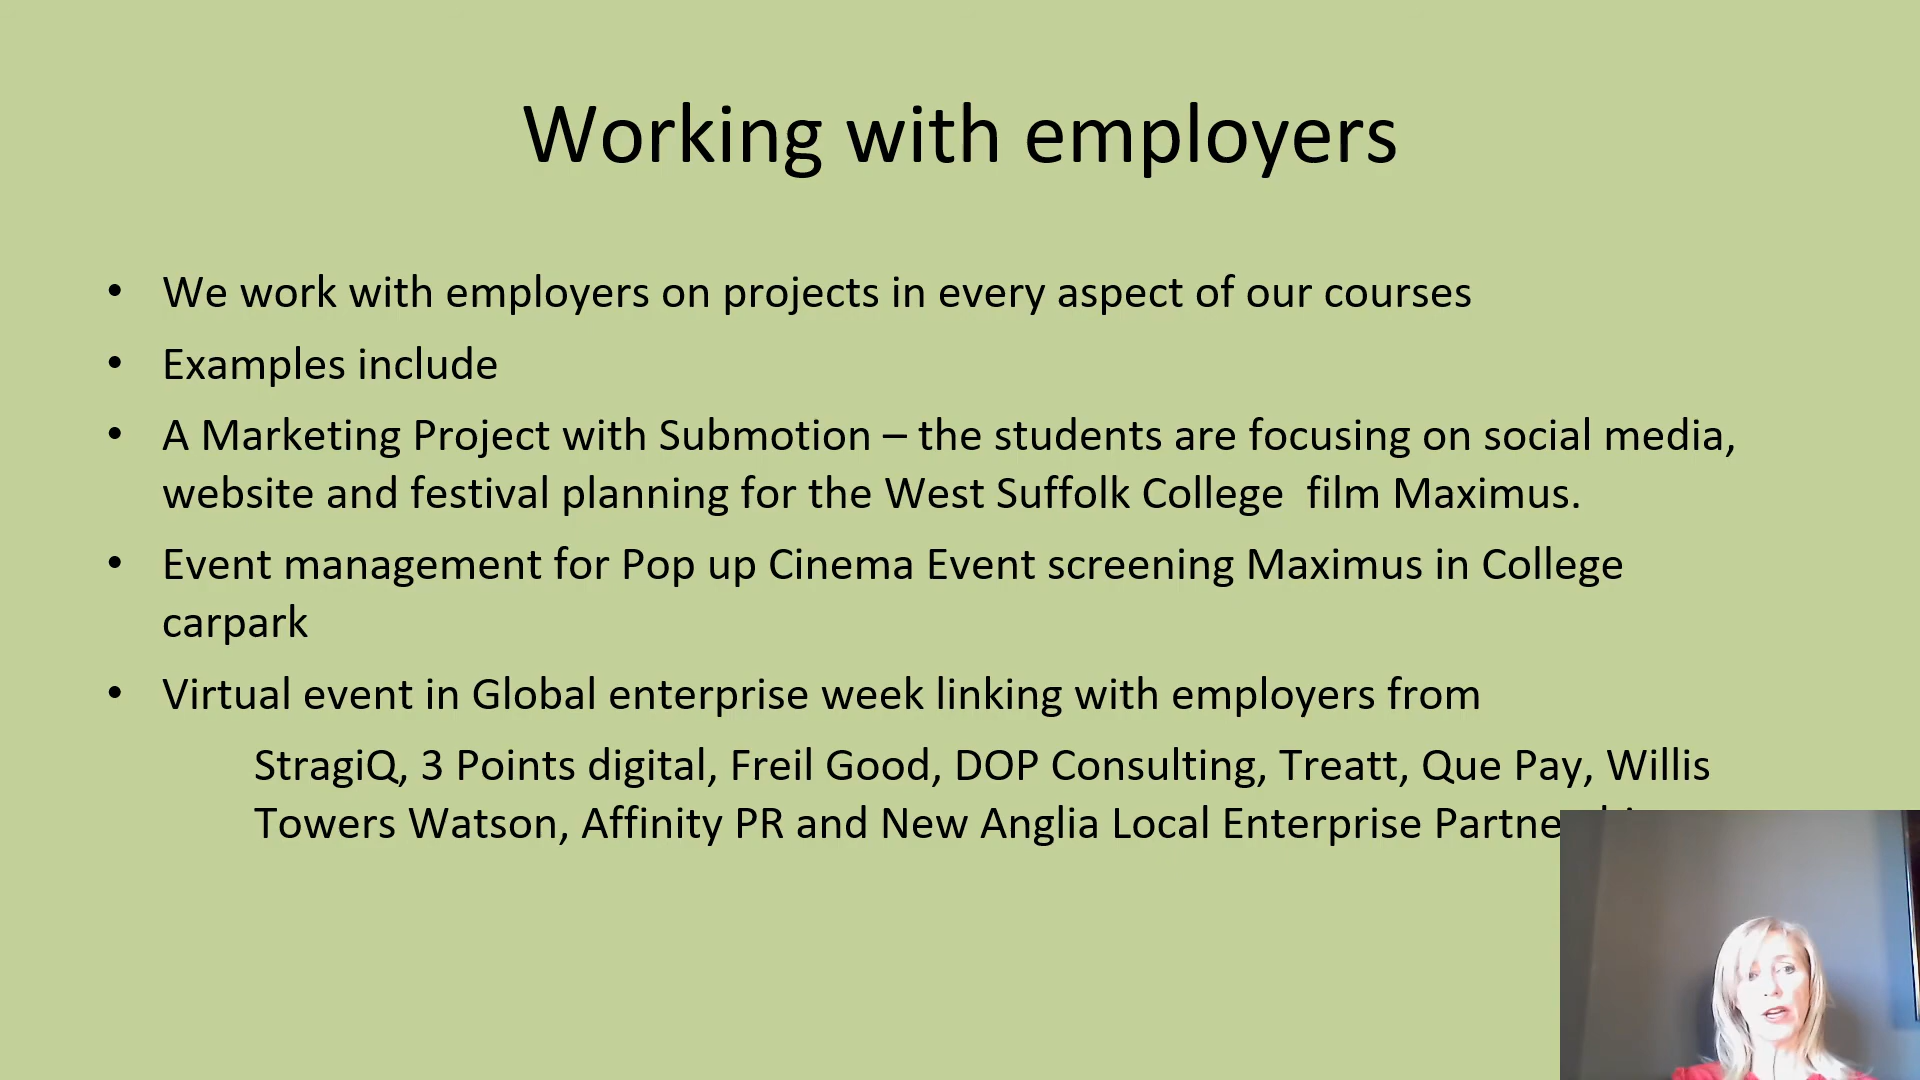 Working with employers
• We work with employers on projects in every aspect of our courses
• Examples include
• A Marketing Project with Submotion – the students are focusing on social media,
website and festival planning for the West Suffolk College film Maximus.
• Event management for Pop up Cinema Event screening Maximus in College
carpark
• Virtual event in Global enterprise week linking with employers from
StragiQ, 3 Points digital, Freil Good, DOP Consulting, Treatt, Que Pay, Willis
Towers Watson, Affinity PR and New Anglia Local Enterprise